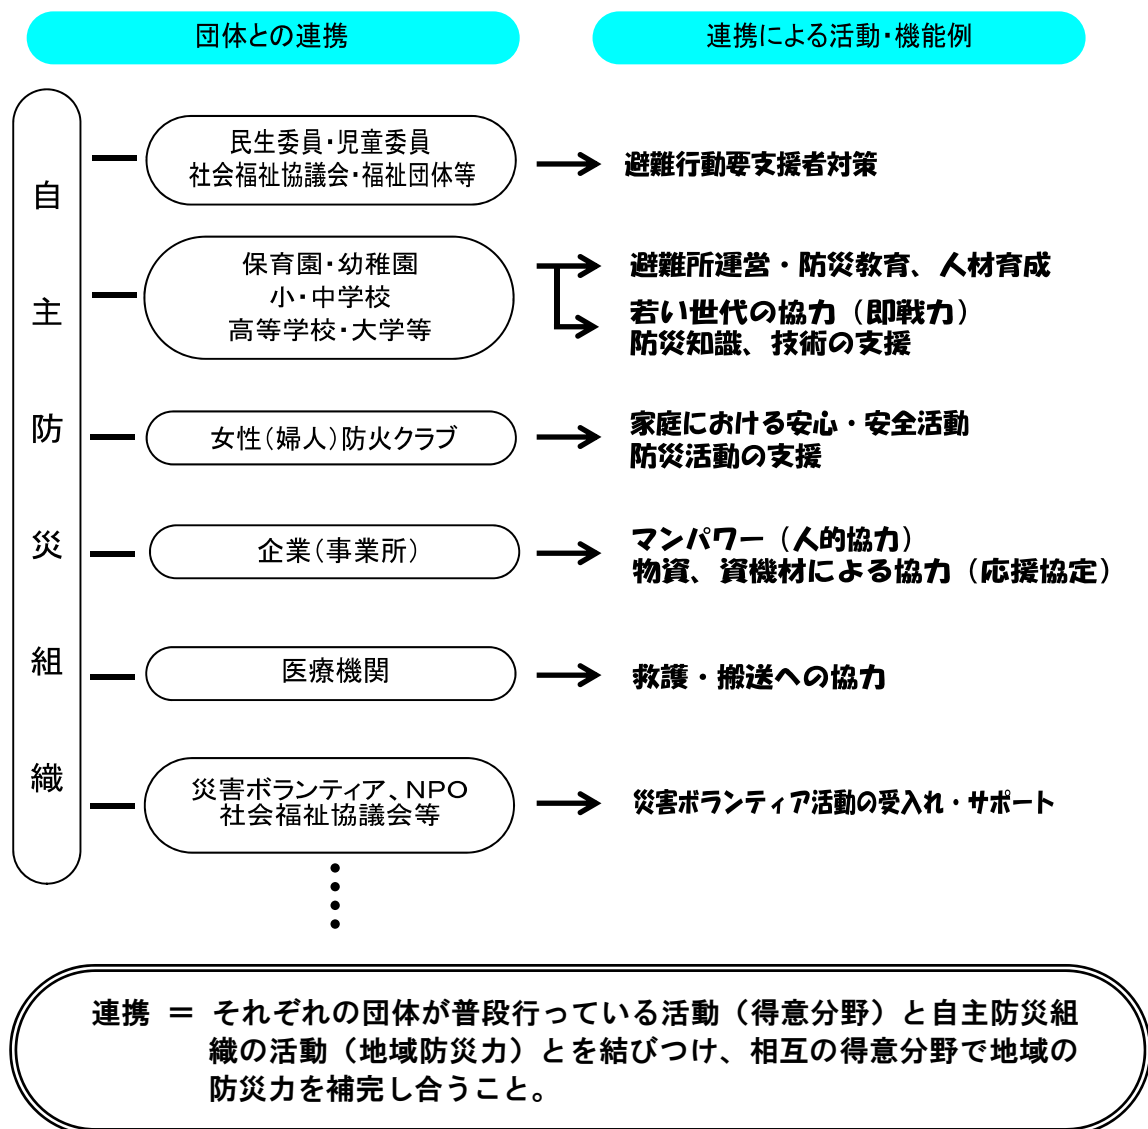 団体との連携
連携による活動・機能例
自主防災組織
民生委員・児童委員
社会福祉協議会・福祉団体等
避難行動要支援者対策
保育園・幼稚園
小・中学校
高等学校・大学等
避難所運営・防災教育、人材育成
若い世代の協力（即戦力）
防災知識、技術の支援
女性（婦人）防火クラブ
家庭における安心・安全活動
防災活動の支援
企業（事業所）
マンパワー（人的協力）
物資、資機材による協力（応援協定）
医療機関
救護・搬送への協力
災害ボランティア、NPO
社会福祉協議会等
災害ボランティア活動の受入れ・サポート
連携 ＝ それぞれの団体が普段行っている活動（得意分野）と自主防災組
織の活動（地域防災力）とを結びつけ、相互の得意分野で地域の
防災力を補完し合うこと。